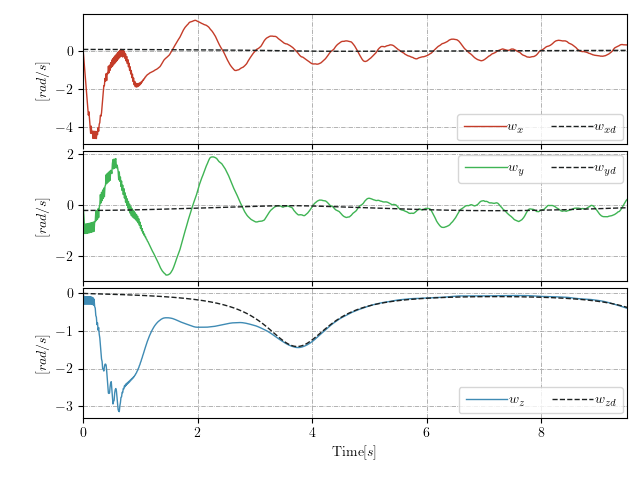 0
−2
−4
[rad/s]
w_x w_xd
2
0
−2
[rad/s]
w_y w_yd
0
−1
−2
−3
[rad/s]
w_z w_zd
0 2 4 6 8
Time[s]